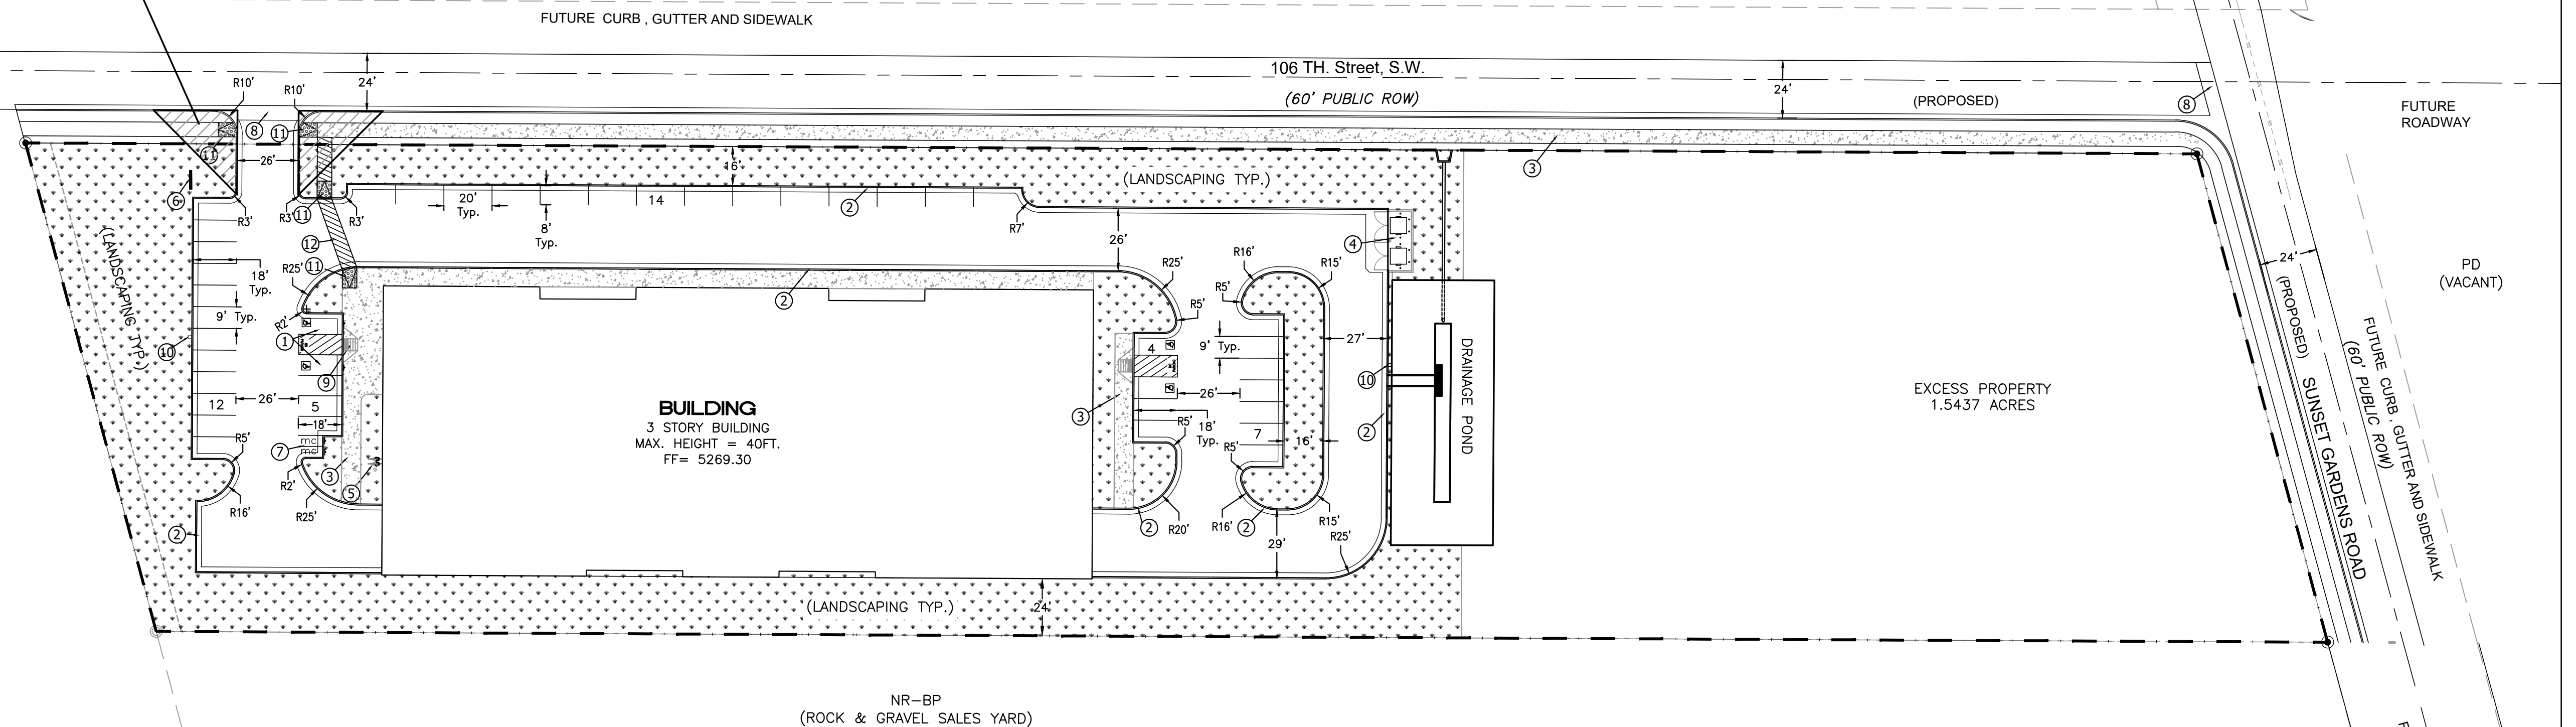 FUTURE CURB , GUTTER AND SIDEWALK
24'
106 TH. Street, S.W.
(60' PUBLIC ROW)
24'
(PROPOSED)
8
FUTURE
ROADWAY
R10'
R10'
8
11
11
26'
16'
(LANDSCAPING TYP.)
3
6
R3'
R3'
11
R3'
20'
Typ.
8'
Typ.
14
2
R7'
26'
12
4
(LANDSCAPING TYP.)
18'
Typ.
R25'
11
2
R25'
R16'
R15'
R5'
R5'
9' Typ.
R2'
1
10
9
4
9' Typ.
27'
10
DRAINAGE POND
24'
(PROPOSED)
PD
(VACANT)
12
26'
5
18'
mc
mc
7
R5'
R2'
3
5
R16'
R25'
2
BUILDING
3 STORY BUILDING
MAX. HEIGHT = 40FT.
FF= 5269.30
3
26'
18'
Typ.
R5'
7
16'
R5'
2
R20'
2
R16'
2
R15'
R25'
29'
EXCESS PROPERTY
1.5437 ACRES
SUNSET GARDENS ROAD
(60' PUBLIC ROW)
FUTURE CURB , GUTTER AND SIDEWALK
(LANDSCAPING TYP.)
24'
NR-BP
(ROCK & GRAVEL SALES YARD)